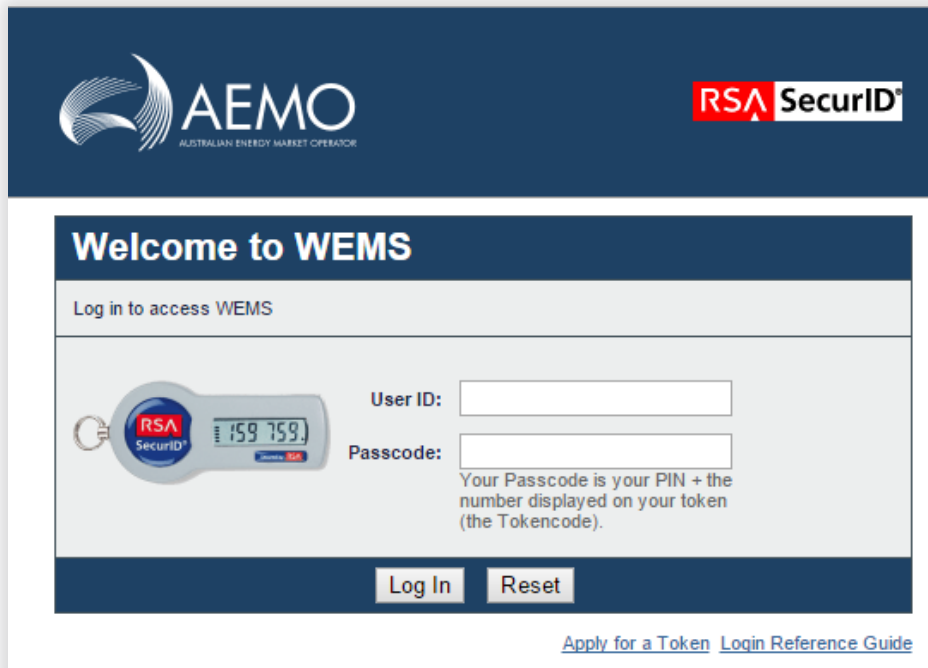 AEMO
AUSTRALIAN ENERGY MARKET OPERATOR
RSA SecurID®
Welcome to WEMS
Log in to access WEMS
User ID:
RSA
SecurID®
159 759
Passcode:
Your Passcode is your PIN + the
number displayed on your token
(the Tokencode).
Log In Reset
Apply for a Token Login Reference Guide